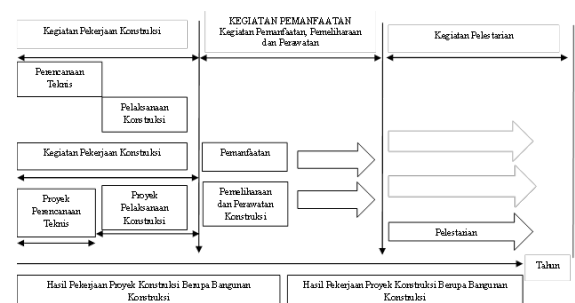 Kegiatan Pekerjaan Konstruksi
KEGIATAN PEMANFAATAN
Kegiatan Pemanfaatan, Pemeliharaan
dan Perawatan
Kegiatan Pelestarian
Perencanaan
Teknis
Pelaksanaan
Konstruksi
Kegiatan Pekerjaan Konstruksi
Pemanfaatan
Proyek
Perencanaan
Teknis
Proyek
Pelaksanaan
Konstruksi
Pemeliharaan
dan Perawatan
Konstruksi
Pelestarian
Tahun
Hasil Pekerjaan Proyek Konstruksi Berupa Bangunan
Konstruksi
Hasil Pekerjaan Proyek Konstruksi Berupa Bangunan
Konstruksi